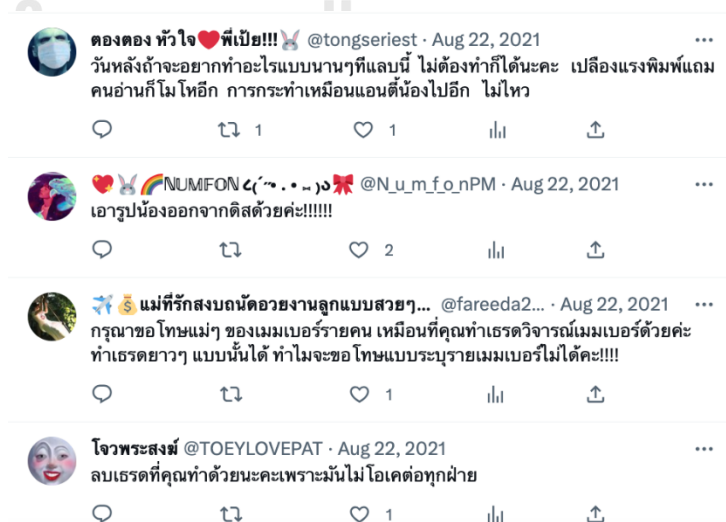 ตองตอง หัวใจ❤️พี่เป้ย!!!🐰 @tongseriest · Aug 22, 2021
วันหลังถ้าจะอยากทำอะไรแบบนานๆทีแลบนี้ ไม่ต้องทำก็ได้นะคะ เปลืองแรงพิมพ์แถม
คนอ่านก็โมโหอีก การกระทำเหมือนแอนตี้น้องไปอีก ไม่ไหว
1 1
💖🐰🌈ℕUMFOℕ @N_u_m_f_o_nPM · Aug 22, 2021
เอารูปน้องออกจากดิสด้วยค่ะ!!!!!!
2
✈️💰แม่ที่รักสงบถนัดอวยงานลูกแบบสวยๆ... @fareeda2... · Aug 22, 2021
กรุณาขอโทษแม่ๆ ของเมมเบอร์รายคน เหมือนที่คุณทำเธรดวิจารณ์เมมเบอร์ด้วยค่ะ
ทำเธรดยาวๆ แบบนั้นได้ ทำไมจะขอโทษแบบระบุรายเมมเบอร์ไม่ได้คะ!!!!
1
โจวพระสงฆ์ @TOEYLOVEPAT · Aug 22, 2021
ลบเธรดที่คุณทำด้วยนะคะเพราะมันไม่โอเคต่อทุกฝ่าย
1